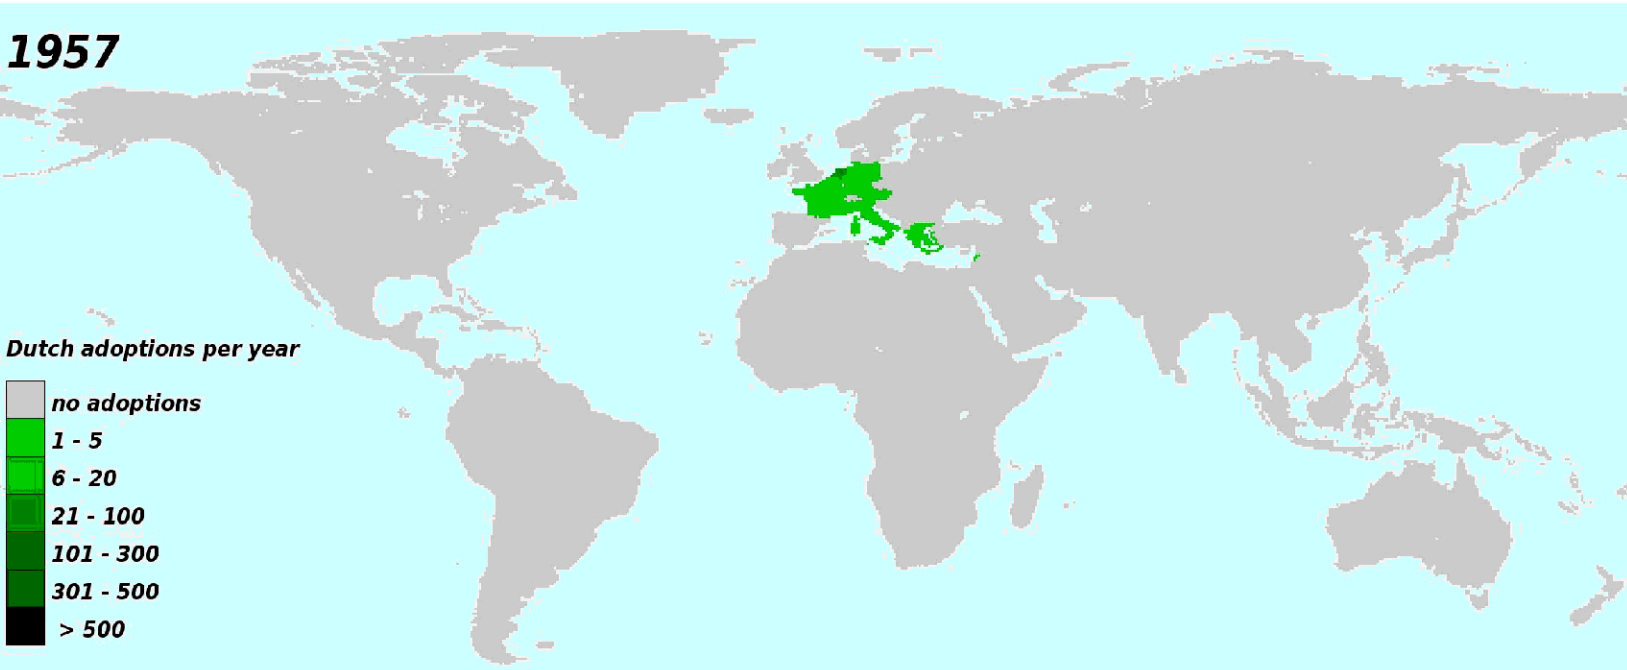 1957
Dutch adoptions per year
no adoptions
1 - 5
6 - 20
21 - 100
101 - 300
301 - 500
> 500